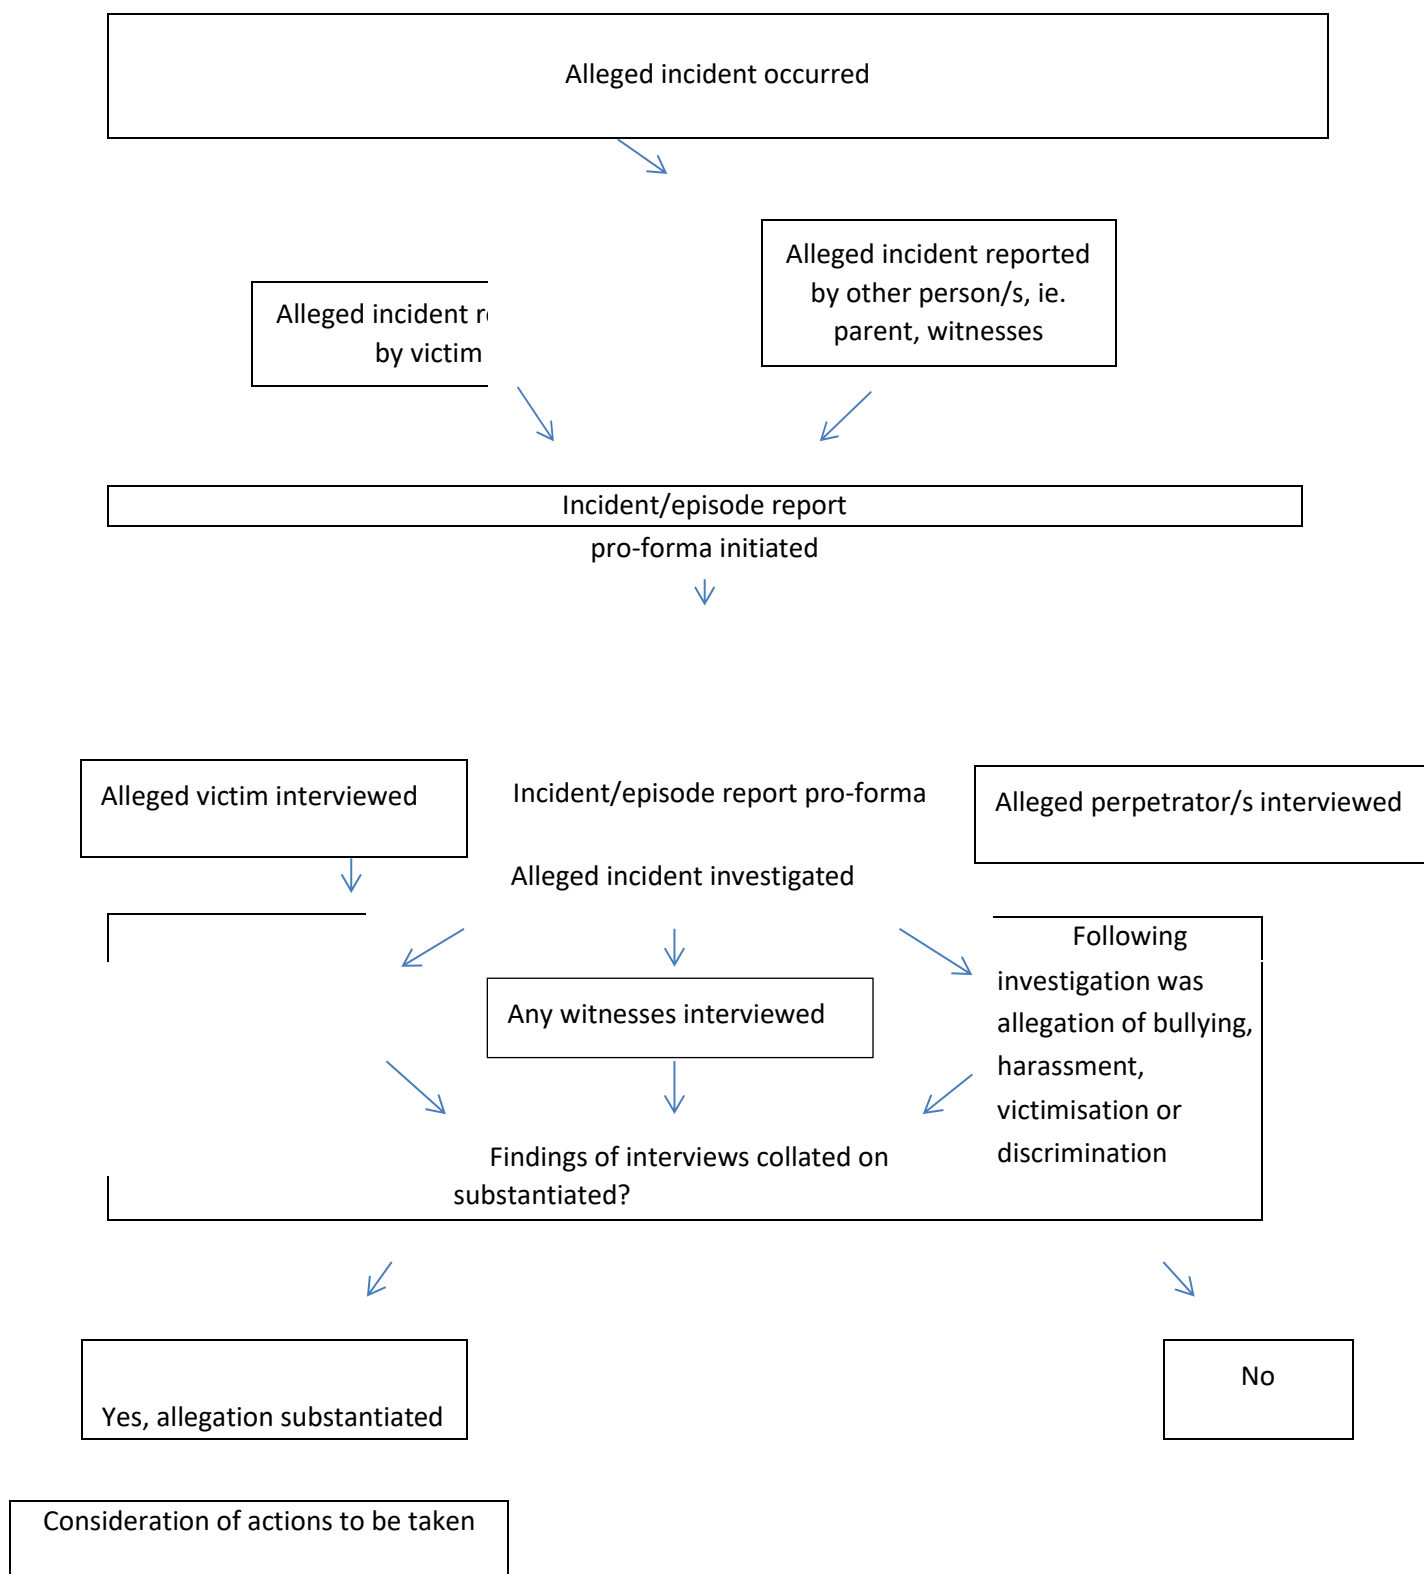 Alleged incident occurred
Alleged incident reported
by other person/s, ie.
parent, witnesses
Alleged incident
by victim
Incident/episode report
pro-forma initiated
Alleged victim interviewed
Incident/episode report pro-forma
Alleged perpetrator/s interviewed
Alleged incident investigated
Following
investigation was
allegation of bullying,
harassment,
victimisation or
discrimination
Any witnesses interviewed
Findings of interviews collated on
substantiated?
Yes, allegation substantiated
No
Consideration of actions to be taken